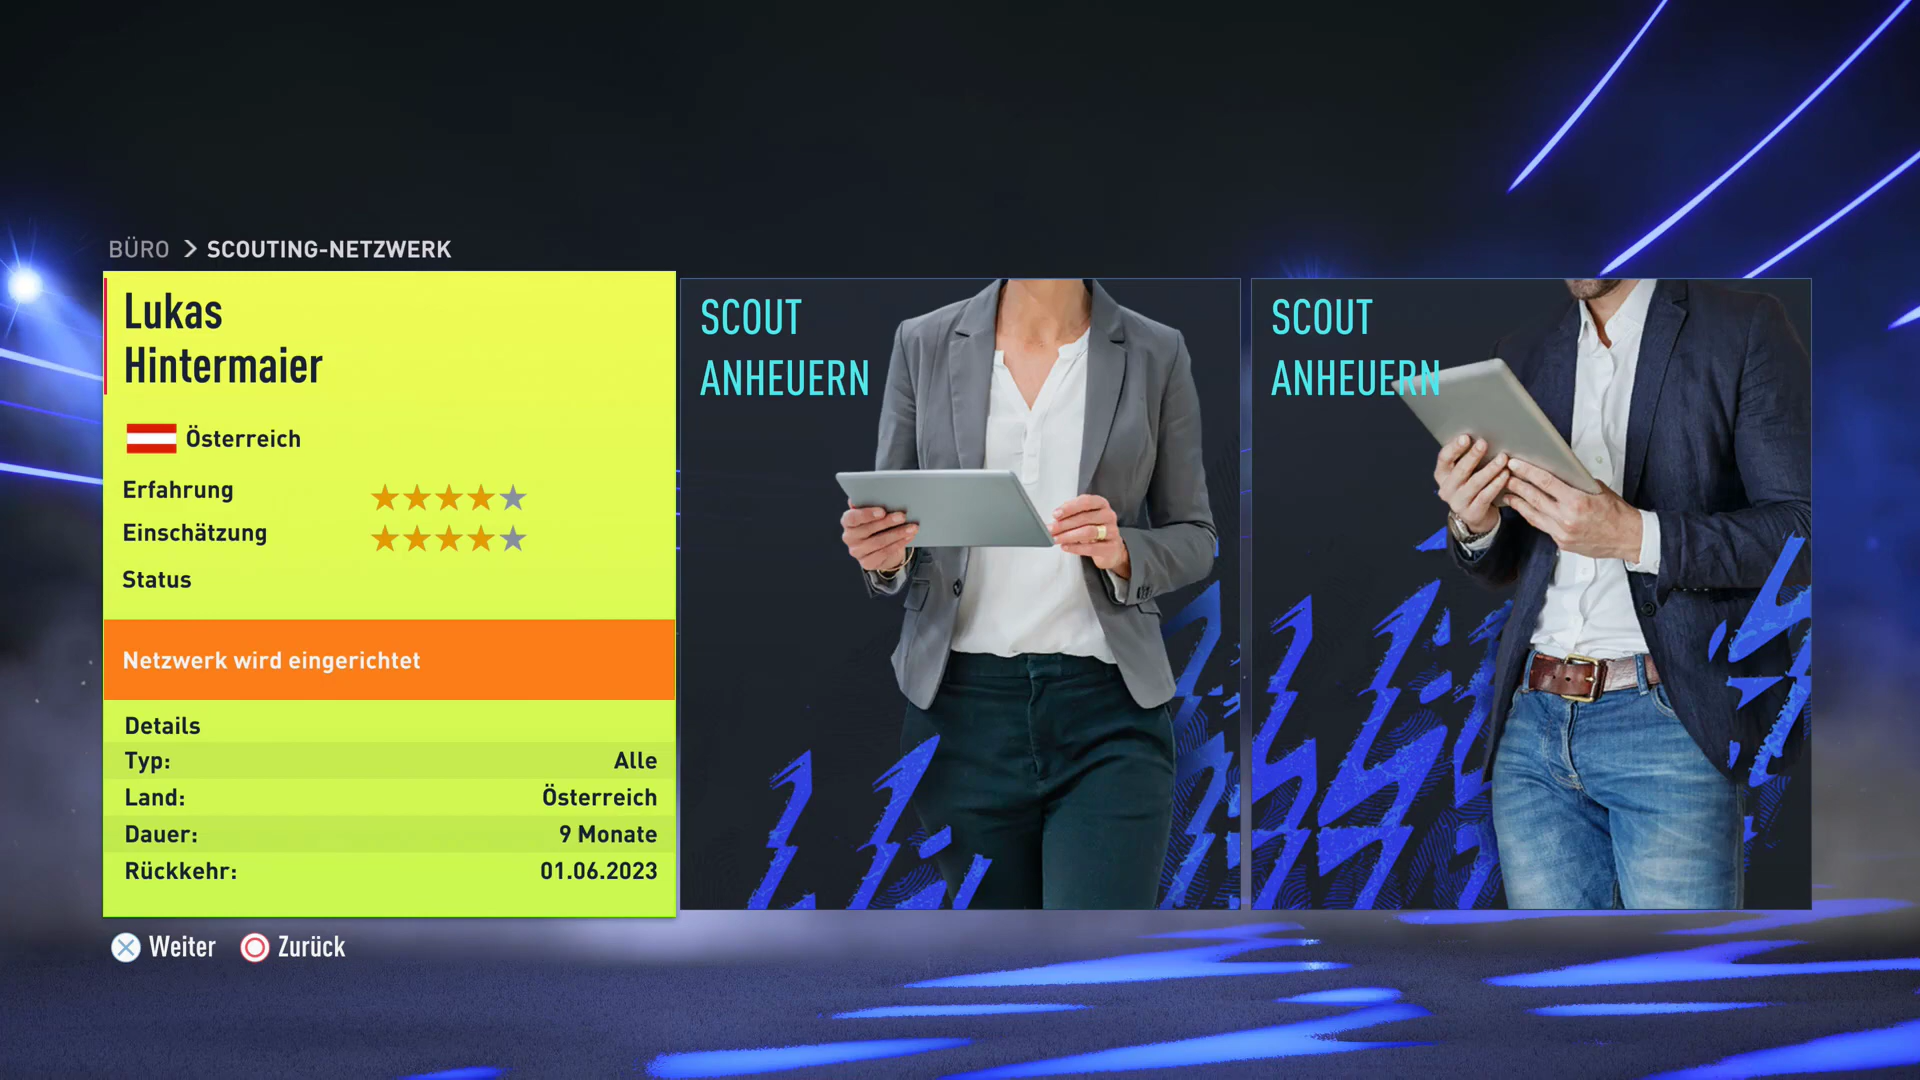 BÜRO > SCOUTING-NETZWERK
Lukas
Hintermaier
Österreich
Erfahrung
Einschätzung
Status
Netzwerk wird eingerichtet
Details
Typ: Alle
Land: Österreich
Dauer: 9 Monate
Rückkehr: 01.06.2023
SCOUT
ANHEUERN
SCOUT
ANHEUERN
Weiter Zurück